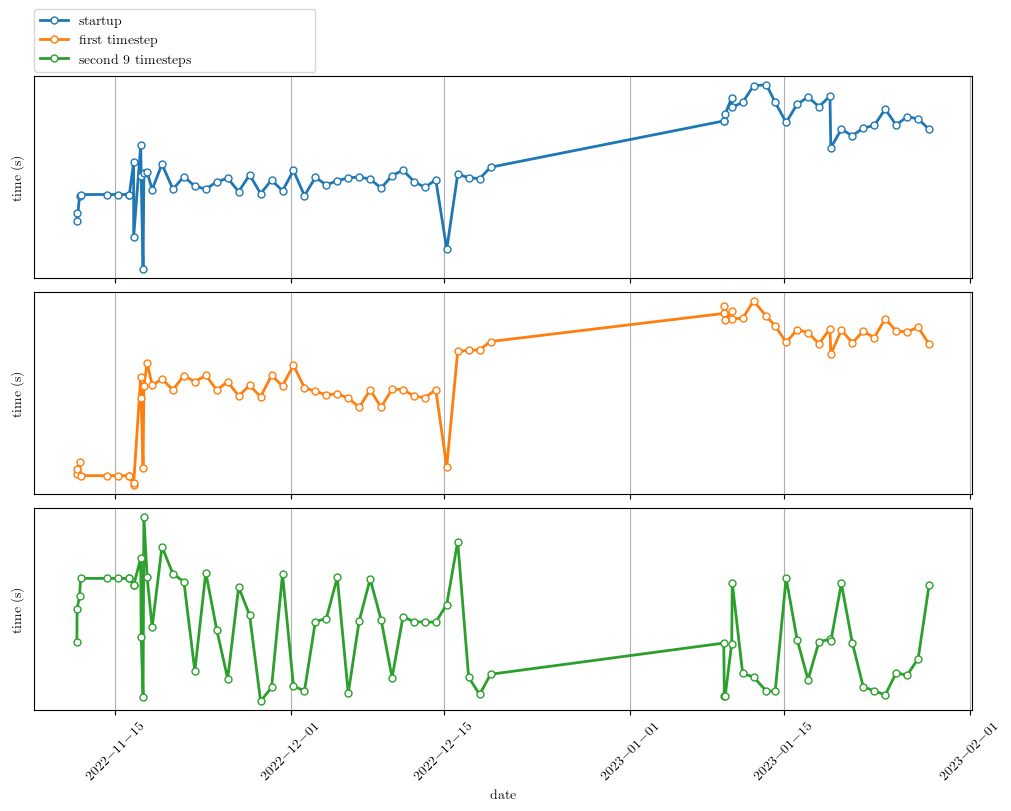 startup
first timestep
second 9 timesteps
time (s)
time (s)
time (s)
2022−11−15
2022−12−01
2022−12−15
2023−01−01
2023−01−15
2023−02−01
date